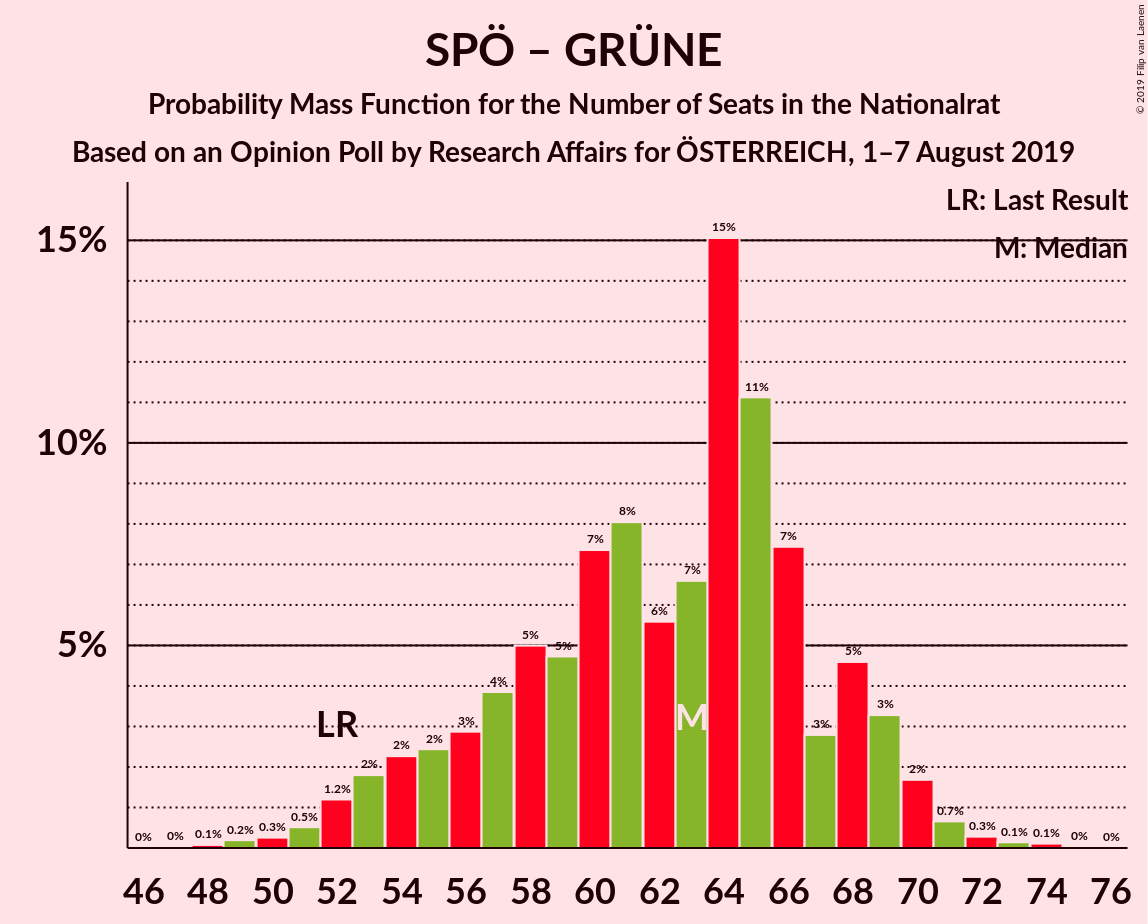 SPÖ – GRÜNE
Probability Mass Function for the Number of Seats in the Nationalrat
Based on an Opinion Poll by Research Affairs for ÖSTERREICH, 1–7 August 2019
© 2019 Filip van Laenen
LR: Last Result
M: Median
15%
10%
5%
0% 0% 0.1% 0.2% 0.3% 0.5% 1.2% 2% 2% 2% 3% 4% 5% 5% 7% 8% 6% 7% 15% 11% 7% 3% 5% 3% 2% 0.7% 0.3% 0.1% 0.1% 0% 0%
LR
M
46 48 50 52 54 56 58 60 62 64 66 68 70 72 74 76